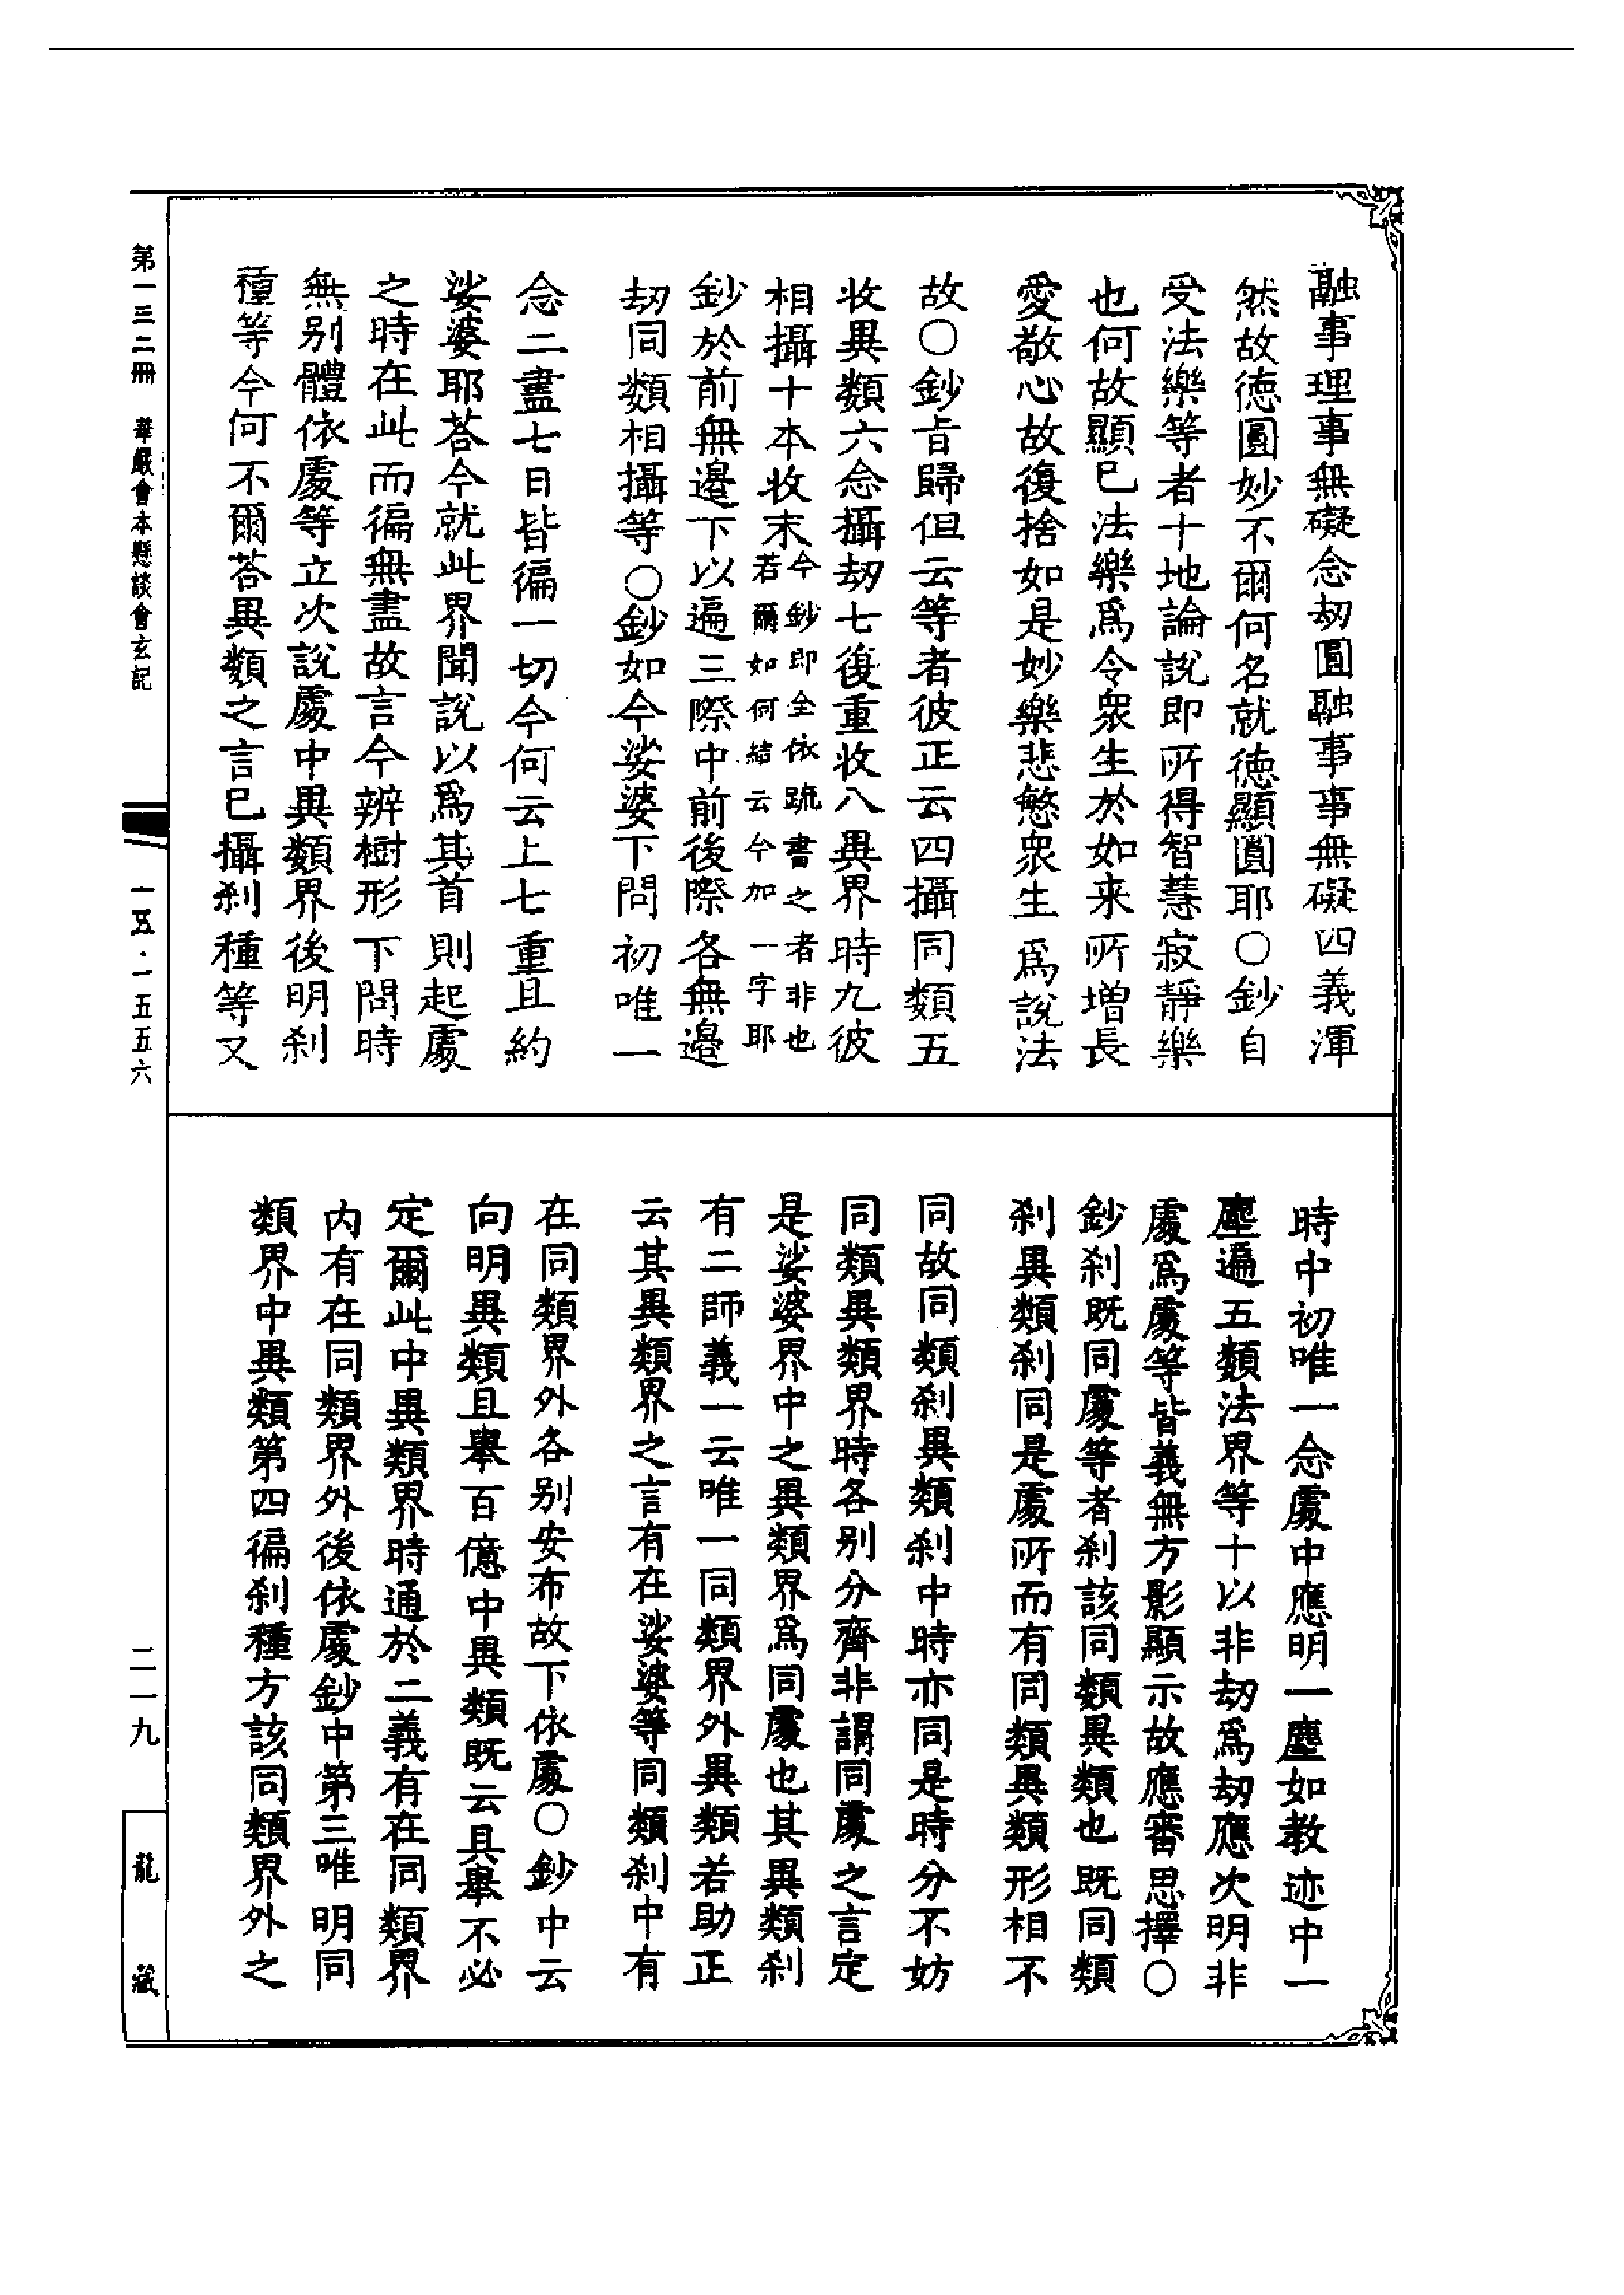 融事理事無礙念刼圓融事事無礙四義渾
然故徳圓妙不爾何名就徳顯圓耶○鈔自
受法樂等者十地論說即所得智慧寂靜樂
也何故顯已法樂爲令衆生於如来所増長
愛敬心故復捨如是妙樂悲慜衆生爲說法
故○鈔旨歸但云等者彼正云四攝同類五
收異類六念攝刼七復重收八異界時九彼
相攝十本收末今鈔即全依䟽書之者非也若爾如何結云今加一字耶
鈔於前無邉下以遍三際中前後際各無邉
刼同類相攝等○鈔如今娑婆下問初唯一
念二盡七日皆徧一切今何云上七重且約
娑婆耶荅今就此界聞說以爲其首則起處
之時在此而徧無盡故言今辨樹形下問時
無别體依處等立次說處中異類界後明刹
種等今何不爾荅異類之言已攝刹種等又
時中初唯一念處中應明一塵如教迹中一
塵遍五類法界等十以非刼爲刼應次明非
處爲處等皆義無方影顯示故應審思擇○
鈔刹既同處等者刹該同類異類也既同類
刹異類刹同是處所而有同類異類形相不
同故同類刹異類刹中時亦同是時分不妨
同類異類界時各别分齊非謂同處之言定
是娑婆界中之異類界爲同處也其異類刹
有二師義一云唯一同類界外異類若助正
云其異類界之言有在娑婆等同類刹中有
在同類界外各别安布故下依處○鈔中云
向明異類且舉百億中異類既云且舉不必
定爾此中異類界時通於二義有在同類界
内有在同類界外後依處鈔中第三唯明同
類界中異類第四徧刹種方該同類界外之
第一三二冊　華嚴會本懸談會玄記
一五·一五五六
二一九
龍藏